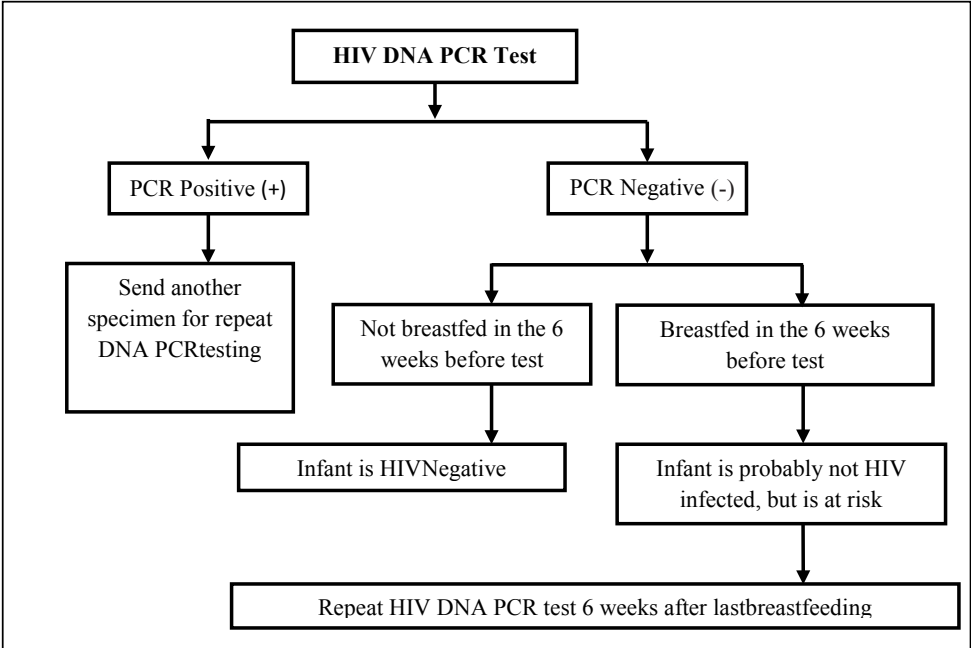 HIV DNA PCR Test
PCR Positive (+)
PCR Negative (-)
Send another
specimen for repeat
DNA PCRtesting
Not breastfed in the 6
weeks before test
Breastfed in the 6 weeks
before test
Infant is HIVNegative
Infant is probably not HIV
infected, but is at risk
Repeat HIV DNA PCR test 6 weeks after lastbreastfeeding